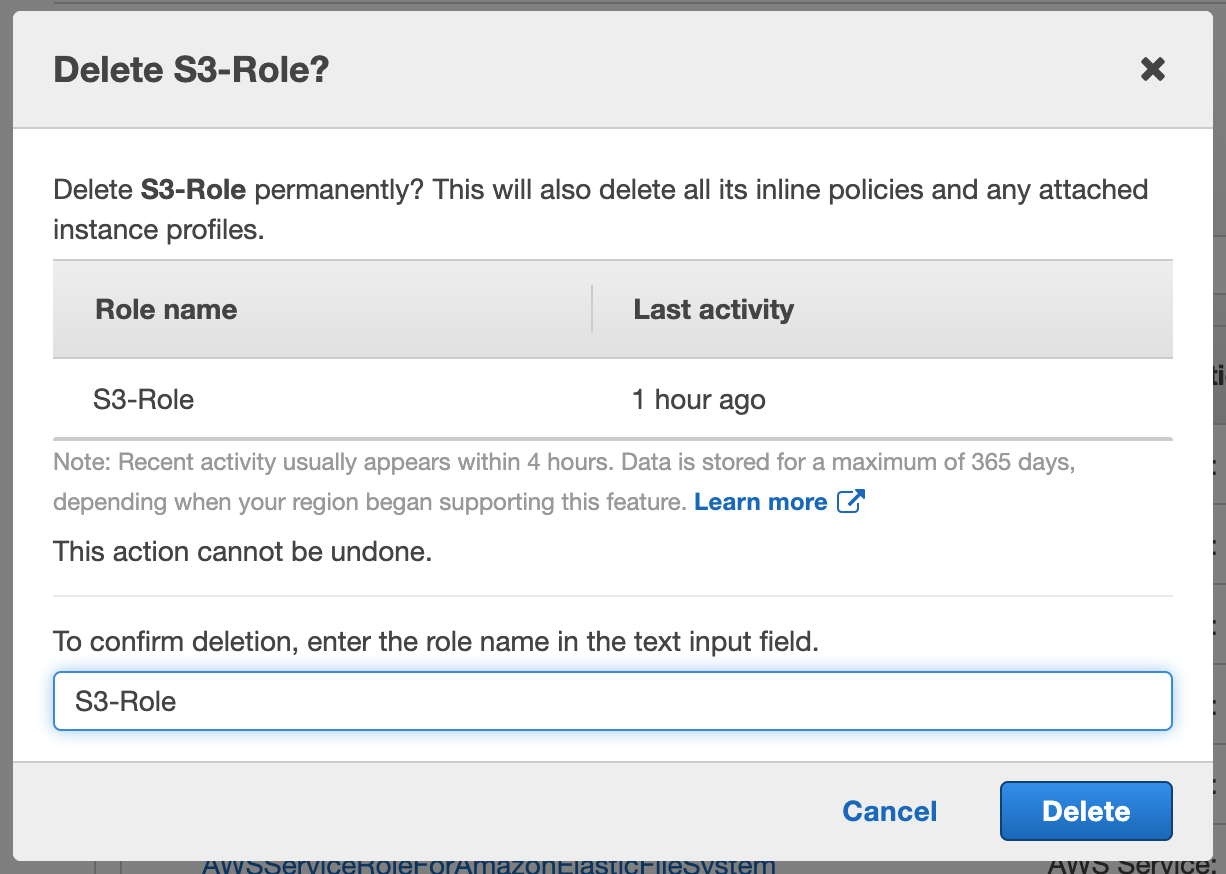 Delete S3-Role?
Delete S3-Role permanently? This will also delete all its inline policies and any attached
instance profiles.
Role name Last activity
S3-Role 1 hour ago
Note: Recent activity usually appears within 4 hours. Data is stored for a maximum of 365 days,
depending when your region began supporting this feature. Learn more
This action cannot be undone.
To confirm deletion, enter the role name in the text input field.
S3-Role
Cancel Delete
AWSServiceRoleForAmazonElasticFileSystem AWS Service: